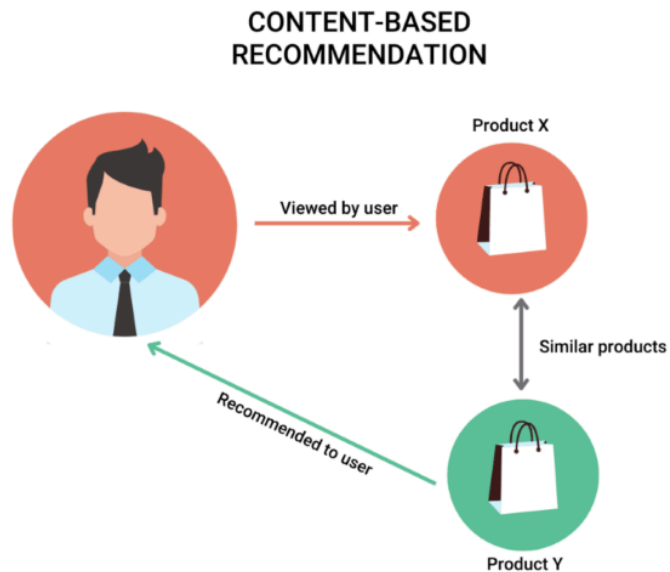 CONTENT-BASED
RECOMMENDATION
Product X
Viewed by user
Similar products
Recommended to user
Product Y